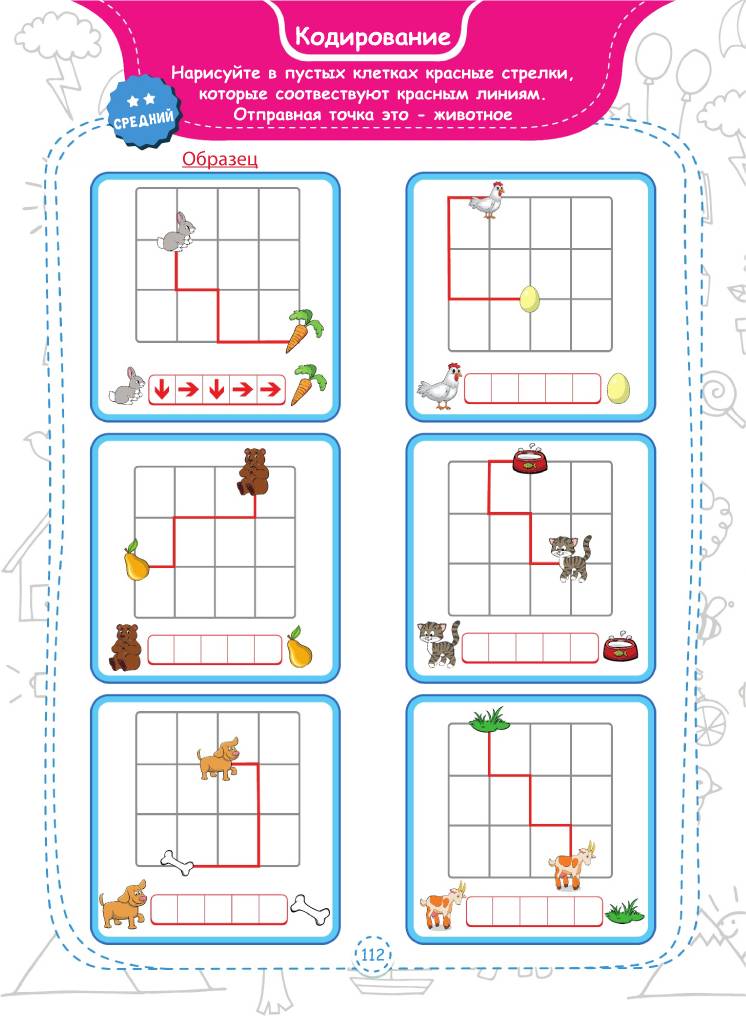 Кодирование
Нарисуйте в пустых клетках красные стрелки,
которые соотвествуют красным линиям.
Отправная точка это - животное
СРЕДНИЙ
Образец
112